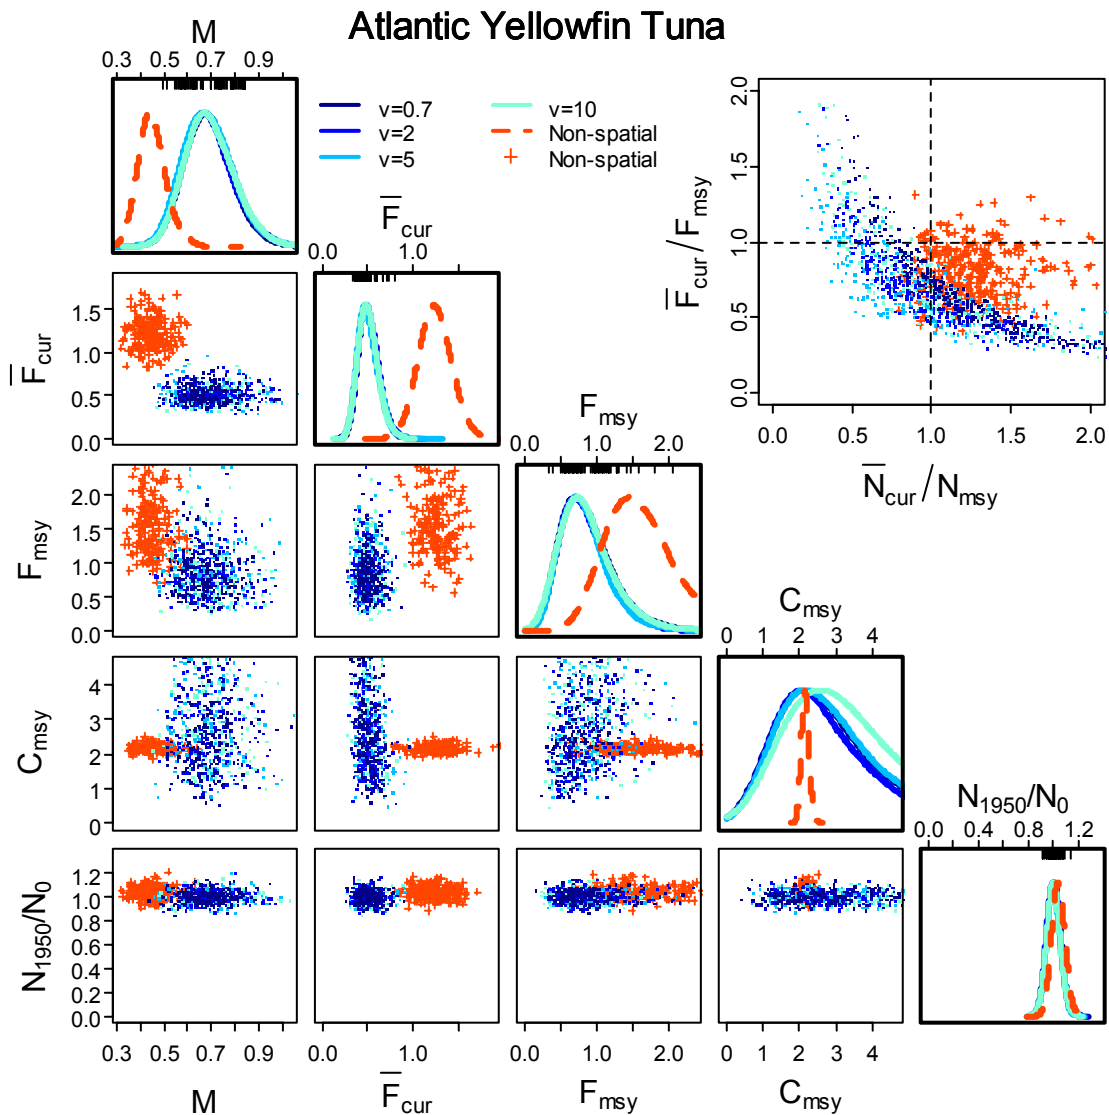 Atlantic Yellowfin Tuna
M
0.3 0.5 0.7 0.9
v=0.7 v=10
v=2 Non-spatial
v=5 Non-spatial
F̅cur
0.0 1.0
F̅cur / Fmsy
2.0
1.5
1.0
0.5
0.0
0.0 0.5 1.0 1.5 2.0
N̅cur / Nmsy
F̅cur
1.5
1.0
0.5
0.0
Fmsy
0.0 1.0 2.0
Fmsy
2.0
1.5
1.0
0.5
0.0
Cmsy
0 1 2 3 4
Cmsy
4
3
2
1
0
N1950/N0
0.0 0.4 0.8 1.2
N1950/N0
1.2
1.0
0.8
0.6
0.4
0.2
0.0
0.3 0.5 0.7 0.9
0.0 1.0
0.0 1.0 2.0
0 1 2 3 4
M
F̅cur
Fmsy
Cmsy